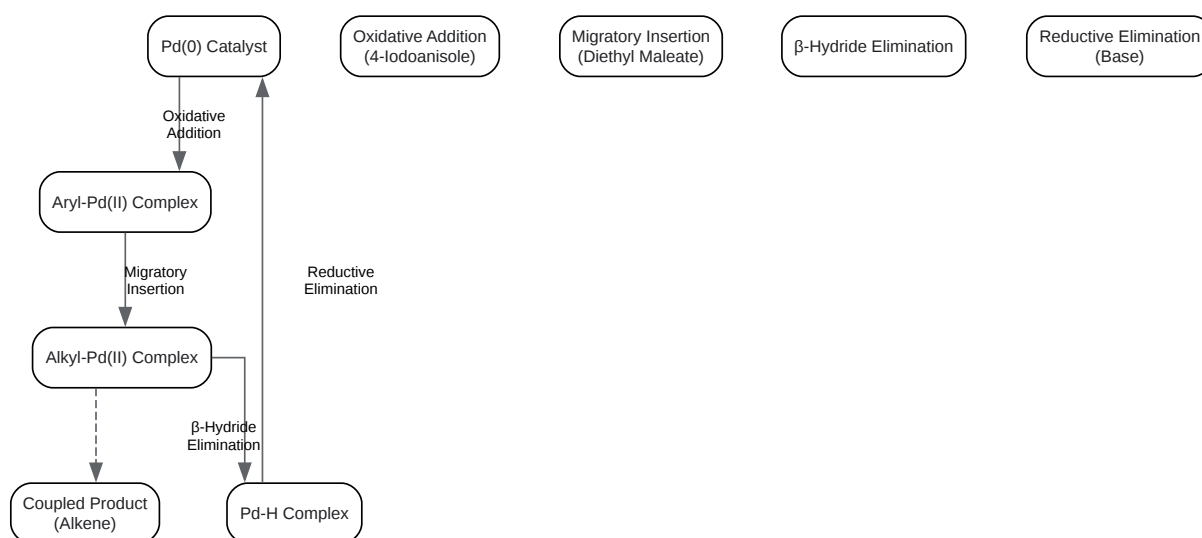 Pd(0) Catalyst
Oxidative Addition
(4-Iodoanisole)
Migratory Insertion
(Diethyl Maleate)
β-Hydride Elimination
Reductive Elimination
(Base)
Oxidative
Addition
Aryl-Pd(II) Complex
Migratory
Insertion
Reductive
Elimination
Alkyl-Pd(II) Complex
β-Hydride
Elimination
Coupled Product
(Alkene)
Pd-H Complex